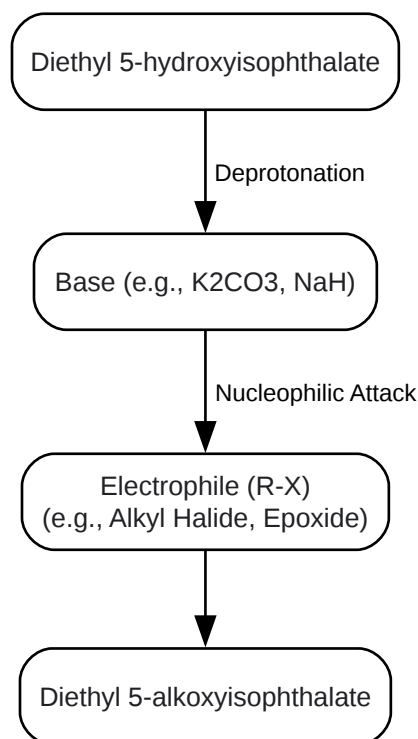 Diethyl 5-hydroxyisophthalate
Deprotonation
Base (e.g., K2CO3, NaH)
Nucleophilic Attack
Electrophile (R-X)
(e.g., Alkyl Halide, Epoxide)
Diethyl 5-alkoxyisophthalate